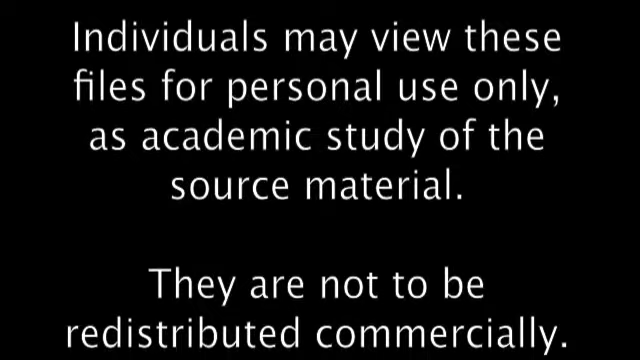 Individuals may view these
files for personal use only,
as academic study of the
source material.
They are not to be
redistributed commercially.